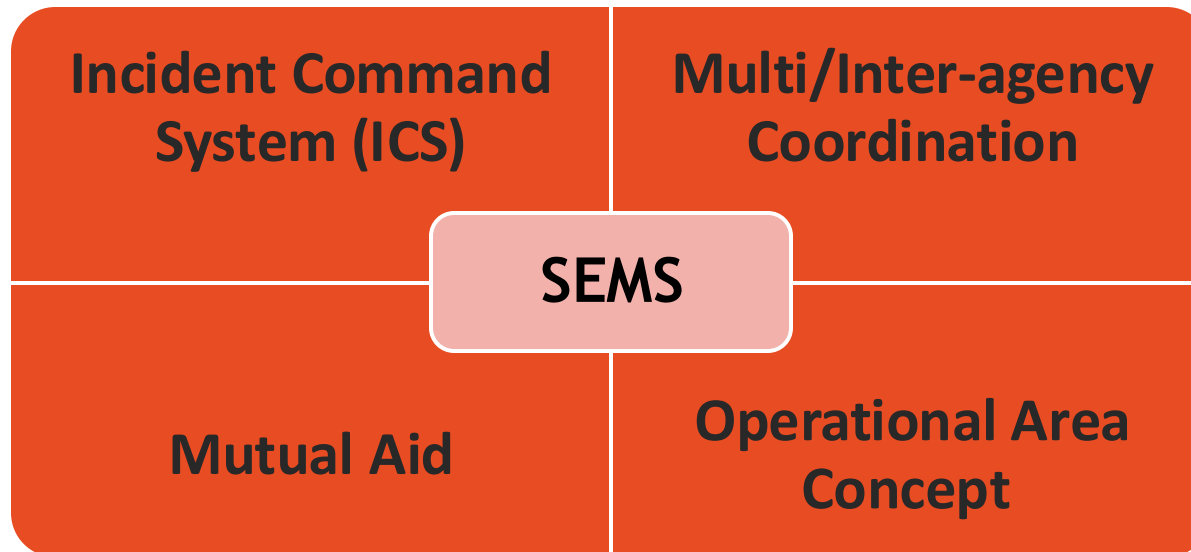 Incident Command
System (ICS)
Multi/Inter-agency
Coordination
SEMS
Mutual Aid
Operational Area
Concept